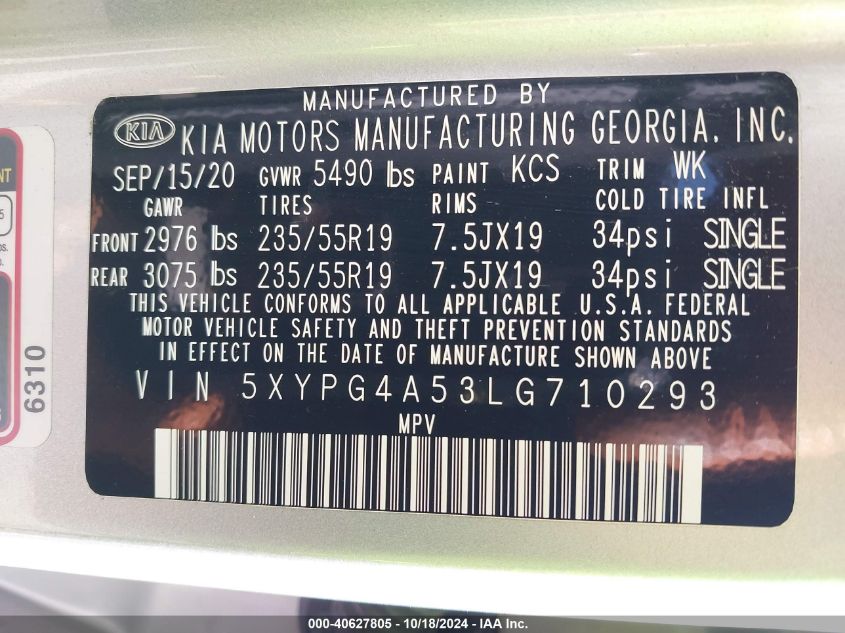 MANUFACTURED BY
KIA KIA MOTORS MANUFACTURING GEORGIA, INC.
SEP/15/20 GVWR 5490 lbs PAINT KCS TRIM WK
GAWR TIRES RIMS COLD TIRE INFL
FRONT 2976 lbs 235/55R19 7.5JX19 34psi SINGLE
REAR 3075 lbs 235/55R19 7.5JX19 34psi SINGLE
THIS VEHICLE CONFORMS TO ALL APPLICABLE U.S.A. FEDERAL
MOTOR VEHICLE SAFETY AND THEFT PREVENTION STANDARDS
IN EFFECT ON THE DATE OF MANUFACTURE SHOWN ABOVE
VIN 5XYPG4A53LG710293
MPV
6310
000-40627805 - 10/18/2024 - IAA Inc.